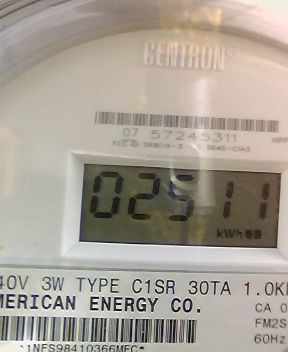 CENTRON®
07 57245311
02511
kWh
40V 3W TYPE C1SR 30TA 1.0K
MERICAN ENERGY CO.
CA 0
FM2S
60Hz
*1NFS98410366MFC*